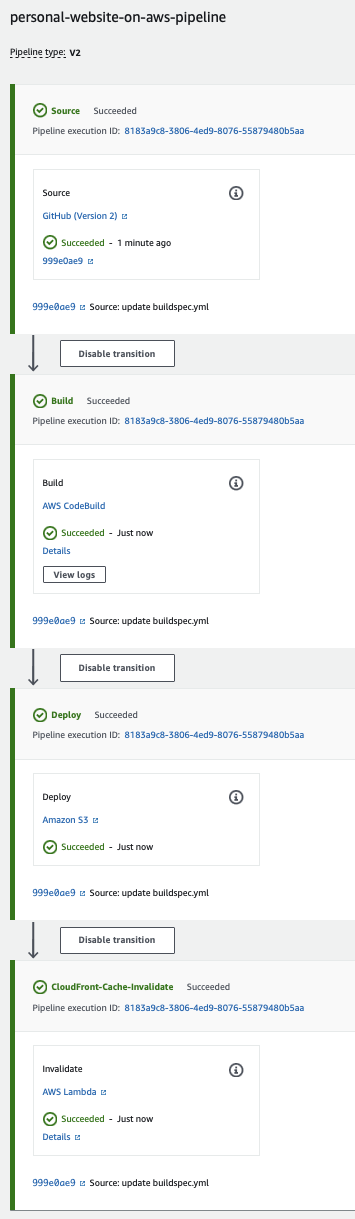 personal-website-on-aws-pipeline
Pipeline type: V2
Source Succeeded
Pipeline execution ID: 8183a9c8-3806-4ed9-8076-55879480b5aa
Source
GitHub (Version 2)
Succeeded - 1 minute ago
999e0ae9
999e0ae9 Source: update buildspec.yml
Disable transition
Build Succeeded
Pipeline execution ID: 8183a9c8-3806-4ed9-8076-55879480b5aa
Build
AWS CodeBuild
Succeeded - Just now
Details
View logs
999e0ae9 Source: update buildspec.yml
Disable transition
Deploy Succeeded
Pipeline execution ID: 8183a9c8-3806-4ed9-8076-55879480b5aa
Deploy
Amazon S3
Succeeded - Just now
999e0ae9 Source: update buildspec.yml
Disable transition
CloudFront-Cache-Invalidate Succeeded
Pipeline execution ID: 8183a9c8-3806-4ed9-8076-55879480b5aa
Invalidate
AWS Lambda
Succeeded - Just now
Details
999e0ae9 Source: update buildspec.yml